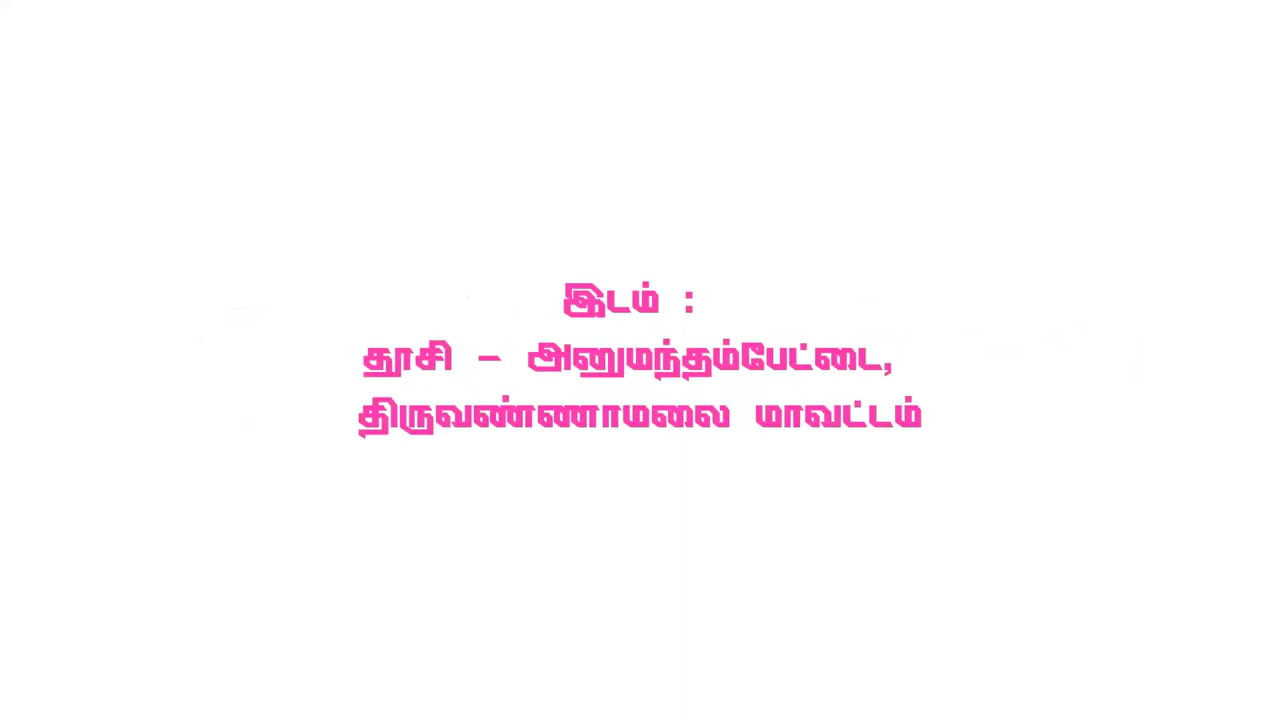 இடம் :
தூசி – அனுமந்தம்பேட்டை,
திருவண்ணாமலை மாவட்டம்